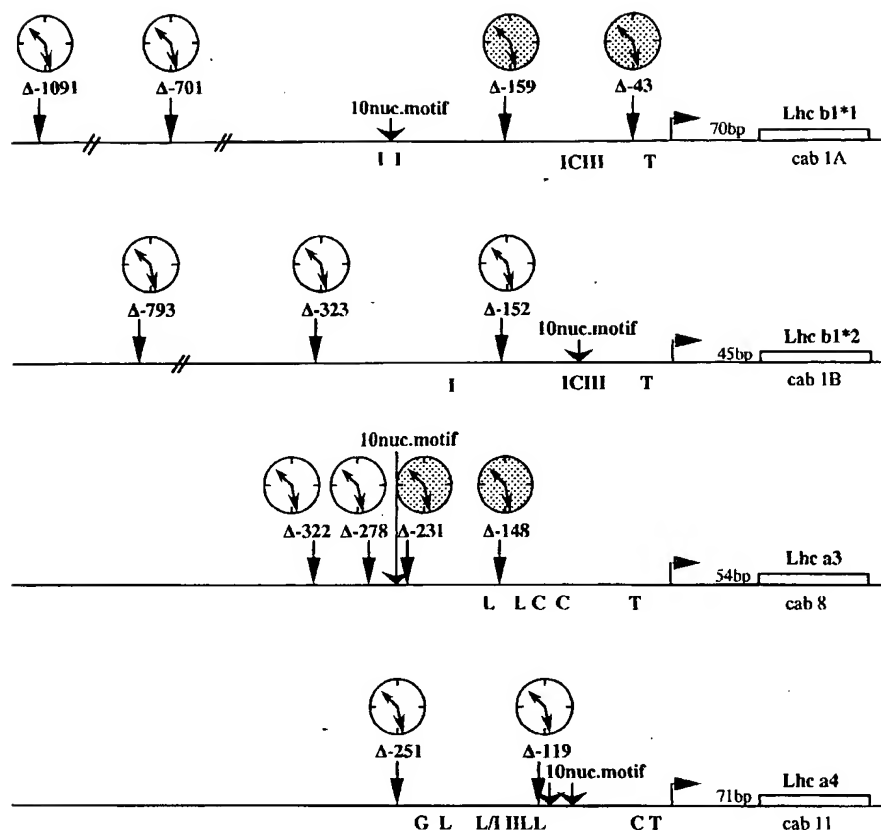 Δ-1091 Δ-701 Δ-159 Δ-43
10nuc.motif
70bp Lhc b1*1
I I ICIII T cab 1A
Δ-793 Δ-323 Δ-152
10nuc.motif
45bp Lhc b1*2
I ICIII T cab 1B
10nuc.motif
Δ-322 Δ-278 Δ-231 Δ-148
54bp Lhc a3
L L C C T cab 8
Δ-251 Δ-119
10nuc.motif
71bp Lhc a4
G L L/I IIILL C T cab 11